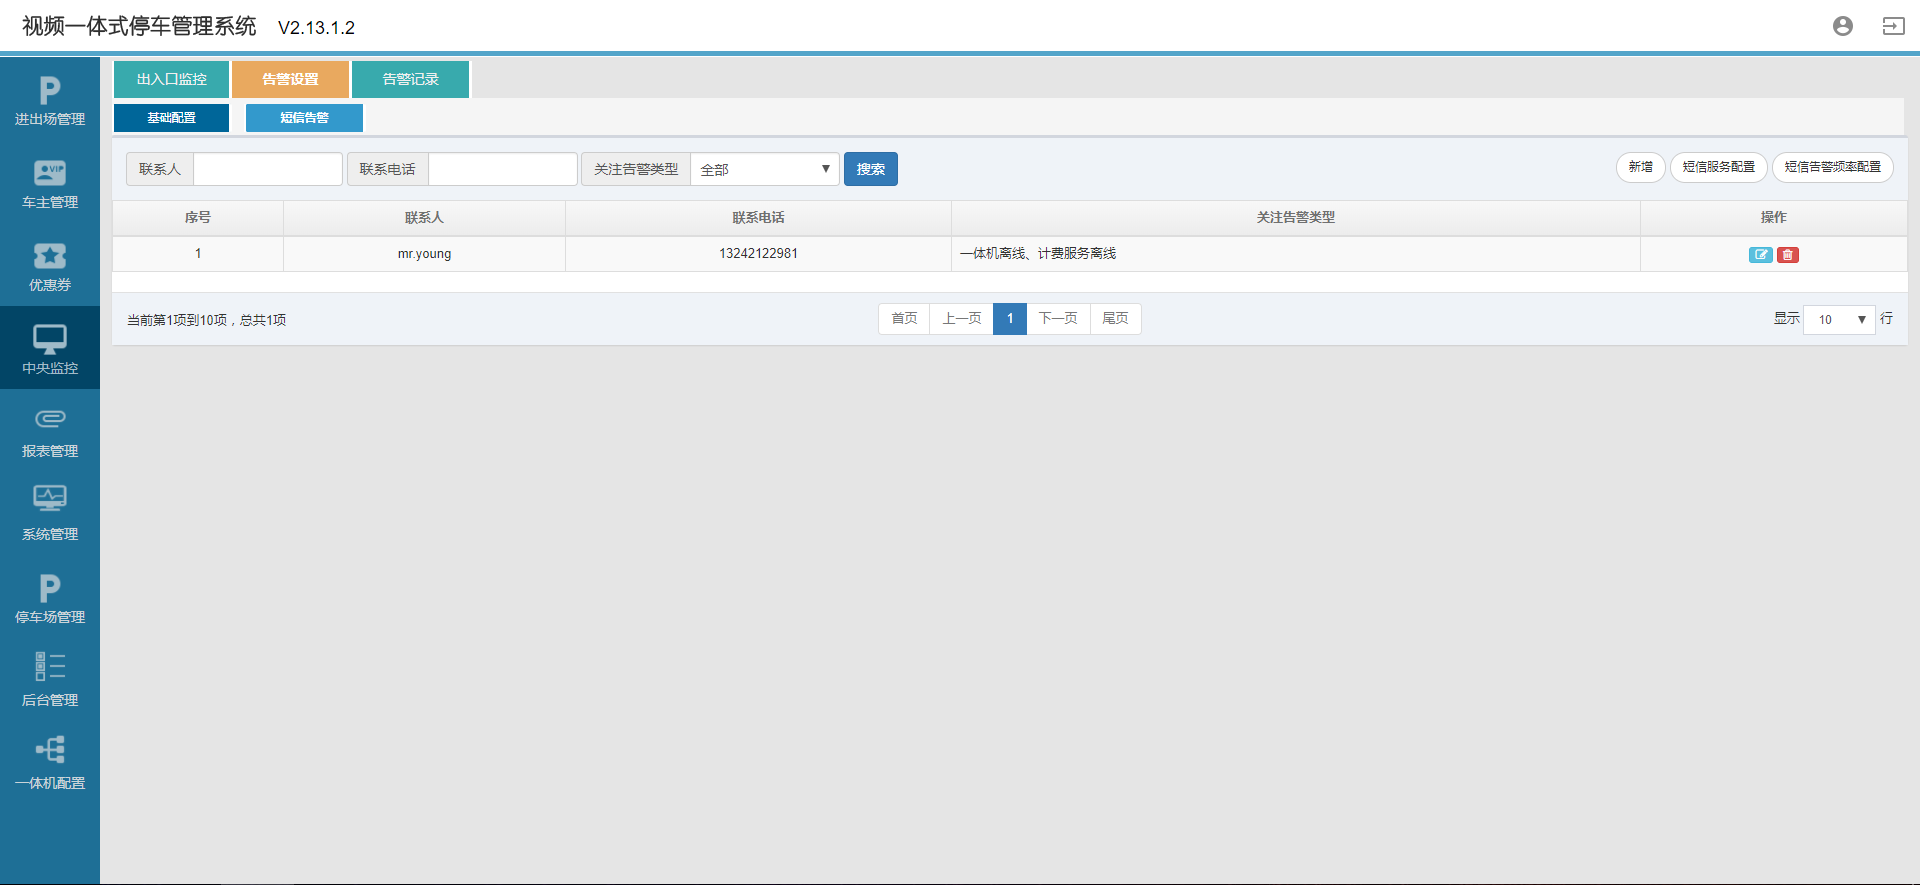 视频一体式停车管理系统 V2.13.1.2
进出场管理
车主管理
优惠券
中央监控
报表管理
系统管理
停车场管理
后台管理
一体机配置
出入口监控 告警设置 告警记录
基础配置 短信告警
联系人 联系电话 关注告警类型 全部 搜索 新增 短信服务配置 短信告警频率配置
序号 联系人 联系电话 关注告警类型 操作
1 mr.young 13242122981 一体机离线、计费服务离线
当前第1项到10项，总共1项 首页 上一页 1 下一页 尾页 显示 10 行